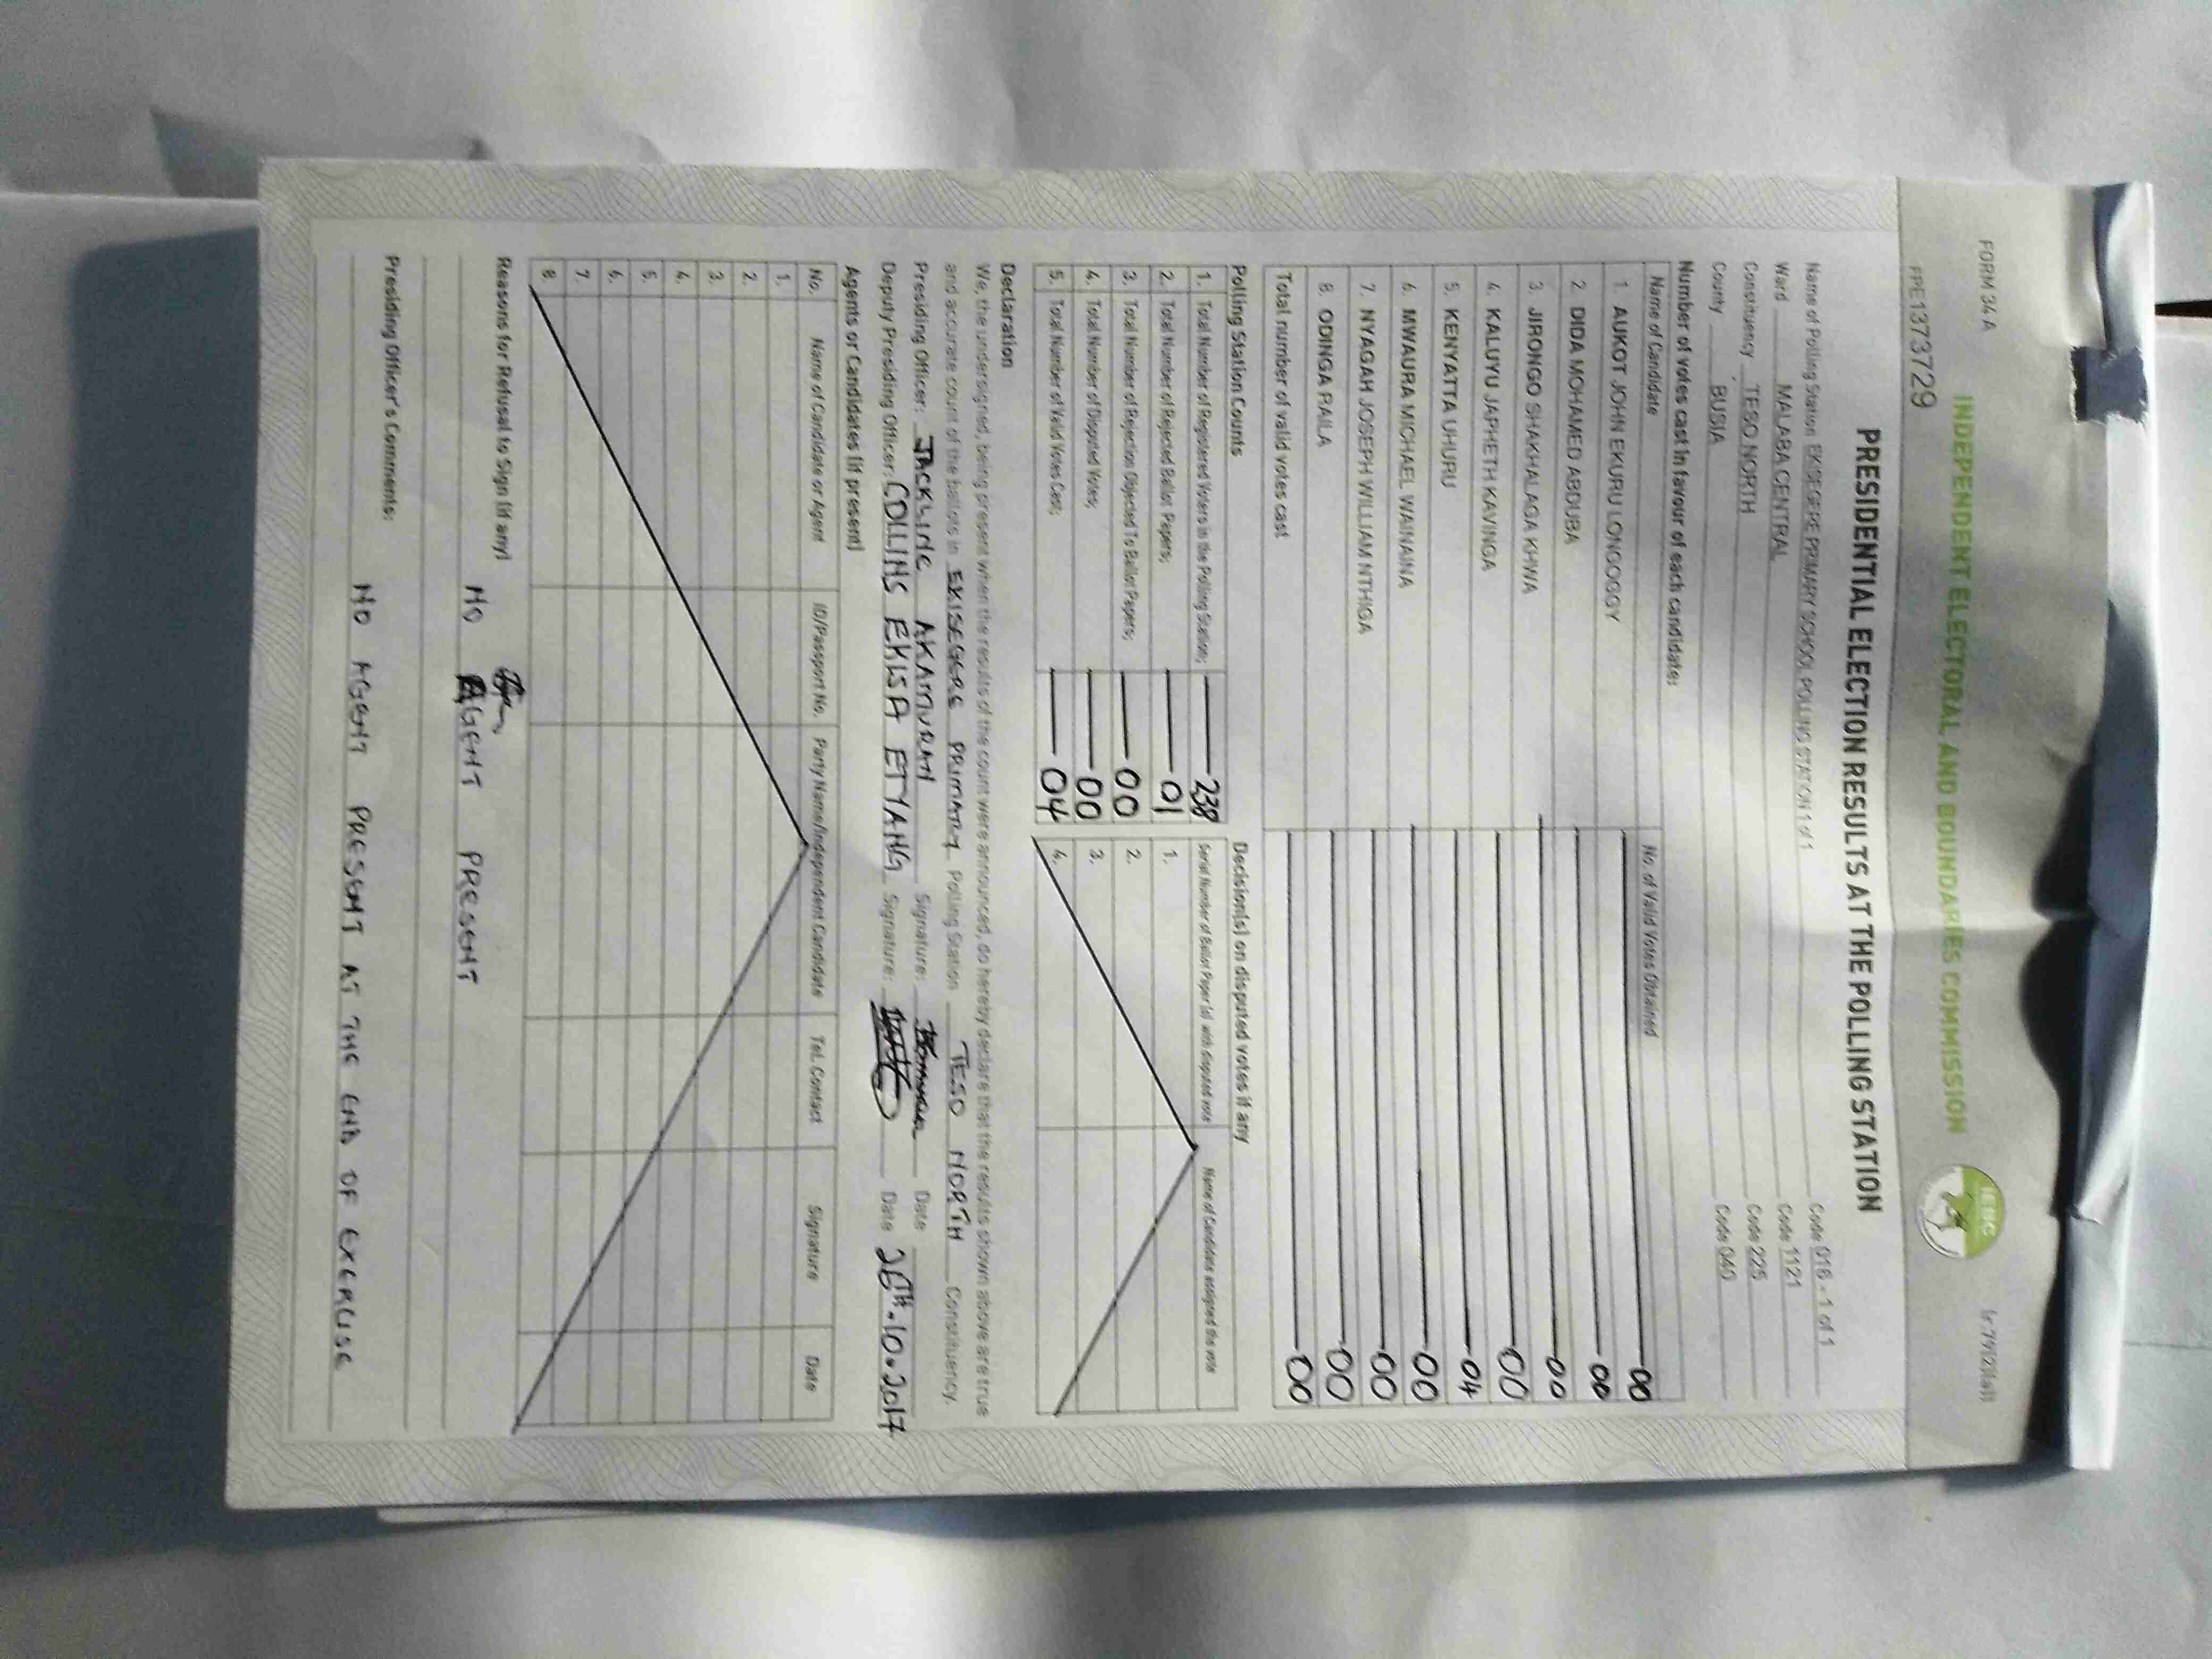 FORM 34 A
Ir 79(2)(a)
INDEPENDENT ELECTORAL AND BOUNDARIES COMMISSION
IEBC
PPE1373729
PRESIDENTIAL ELECTION RESULTS AT THE POLLING STATION
Name of Polling Station EKISEGERE PRIMARY SCHOOL POLLING STATION 1 of 1 Code 016 - 1 of 1
Ward MALABA CENTRAL Code 1121
Constituency TESO NORTH Code 225
County BUSIA Code 040
Number of votes cast in favour of each candidate:
Name of Candidate No. of Valid Votes Obtained
1. AUKOT JOHN EKURU LONGOGGY 00
2. DIDA MOHAMED ABDUBA 00
3. JIRONGO SHAKHALAGA KHWA 00
4. KALUYU JAPHETH KAVINGA 00
5. KENYATTA UHURU 04
6. MWAURA MICHAEL WAINAINA 00
7. NYAGAH JOSEPH WILLIAM NTHIGA 00
8. ODINGA RAILA 00
Total number of valid votes cast 00
Polling Station Counts
1. Total Number of Registered Voters in the Polling Station; 238
2. Total Number of Rejected Ballot Papers; 01
3. Total Number of Rejection Objected To Ballot Papers; 00
4. Total Number of Disputed Votes; 00
5. Total Number of Valid Votes Cast; 04
Decision(s) on disputed votes if any
Serial Number of Ballot Paper(s) with disputed vote Name of Candidate assigned the vote
1.
2.
3.
4.
Declaration
We, the undersigned, being present when the results of the count were announced, do hereby declare that the results shown above are true
and accurate count of the ballots in EKISEGERE PRIMARY Polling Station TESO NORTH Constituency.
Presiding Officer: JACKLINE AKAMURAN Signature: Date
Deputy Presiding Officer: COLLINS EKISA ETYANG Signature: Date 26TH.10.2017
Agents or Candidates (if present)
No. Name of Candidate or Agent ID/Passport No. Party Name/Independent Candidate Tel. Contact Signature Date
1.
2.
3.
4.
5.
6.
7.
8.
Reasons for Refusal to Sign (if any)
NO AGENT PRESENT
Presiding Officer's Comments:
NO AGENT PRESENT AT THE END OF EXERCISE